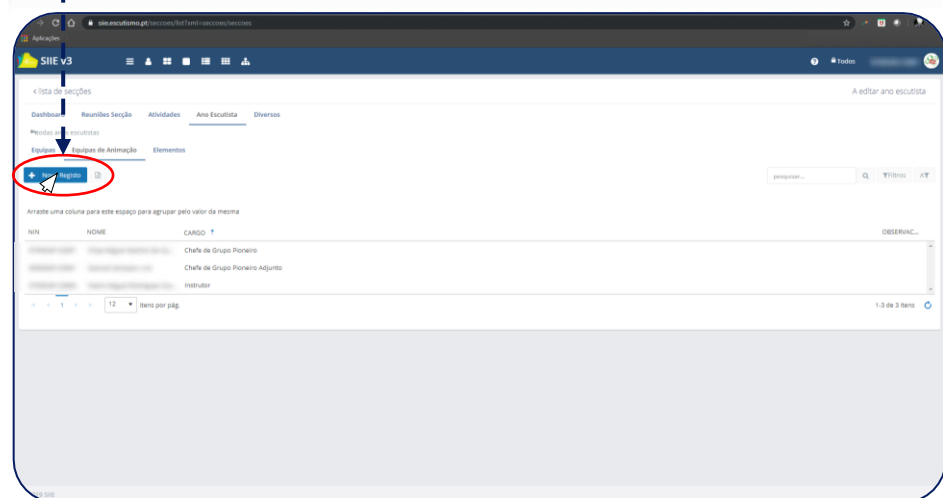 siie.escutismo.pt/seccoes/list?xml=seccoes/seccoes
Aplicações
SIIE v3 Todos
< lista de secções A editar ano escutista
Dashboard Reuniões Secção Atividades Ano Escutista Diversos
escutistas
Equipas Equipas de Animação Elementos
+ Registo pesquisar... Filtros
Arraste uma coluna para este espaço para agrupar pelo valor da mesma
NIN NOME CARGO ↑ OBSERVAC...
Chefe de Grupo Pioneiro
Chefe de Grupo Pioneiro Adjunto
Instrutor
1 12 itens por pág. 1-3 de 3 itens
SIIE